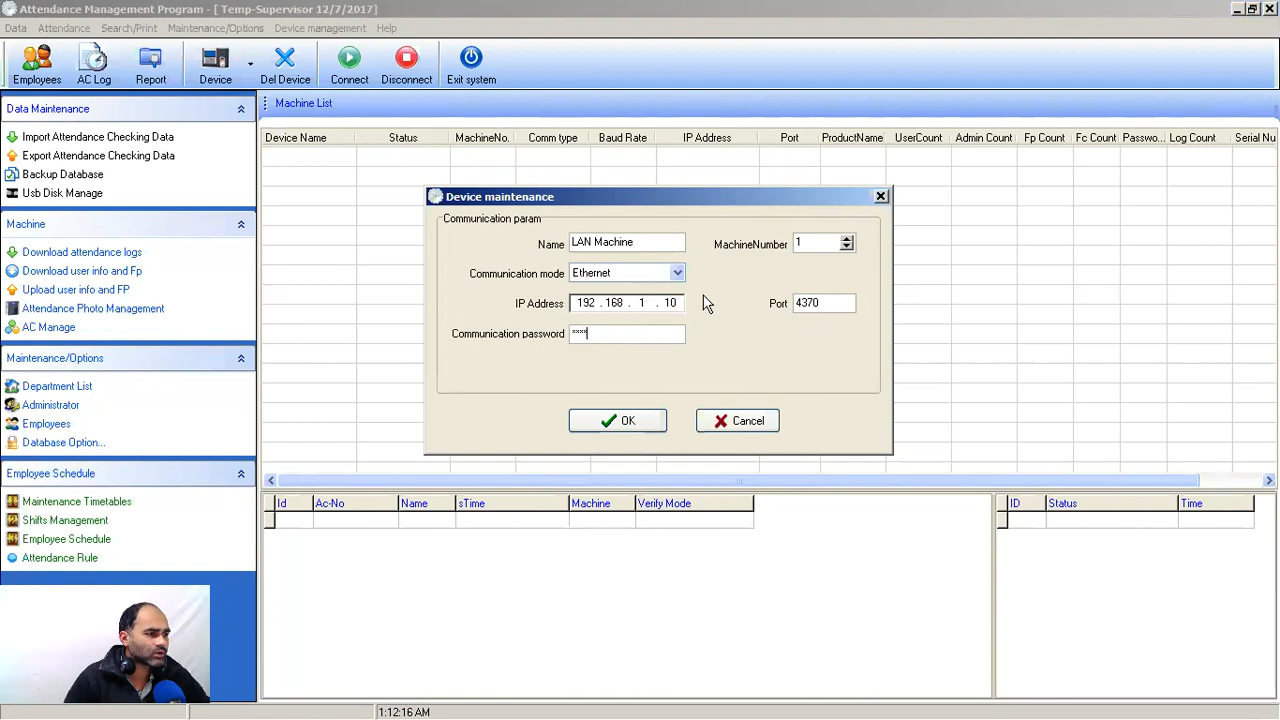 Attendance Management Program - [ Temp-Supervisor 12/7/2017]
Data Attendance Search/Print Maintenance/Options Device management Help
Employees AC Log Report Device Del Device Connect Disconnect Exit system
Data Maintenance
Import Attendance Checking Data
Export Attendance Checking Data
Backup Database
Usb Disk Manage
Machine
Download attendance logs
Download user info and Fp
Upload user info and FP
Attendance Photo Management
AC Manage
Maintenance/Options
Department List
Administrator
Employees
Database Option...
Employee Schedule
Maintenance Timetables
Shifts Management
Employee Schedule
Attendance Rule
Machine List
Device Name Status MachineNo. Comm type Baud Rate IP Address Port ProductName UserCount Admin Count Fp Count Fc Count Passwo... Log Count Serial Nu
Device maintenance
Communication param
Name LAN Machine MachineNumber 1
Communication mode Ethernet
IP Address 192 . 168 . 1 . 10 Port 4370
Communication password ****
OK Cancel
Id Ac-No Name sTime Machine Verify Mode
ID Status Time
1:12:16 AM